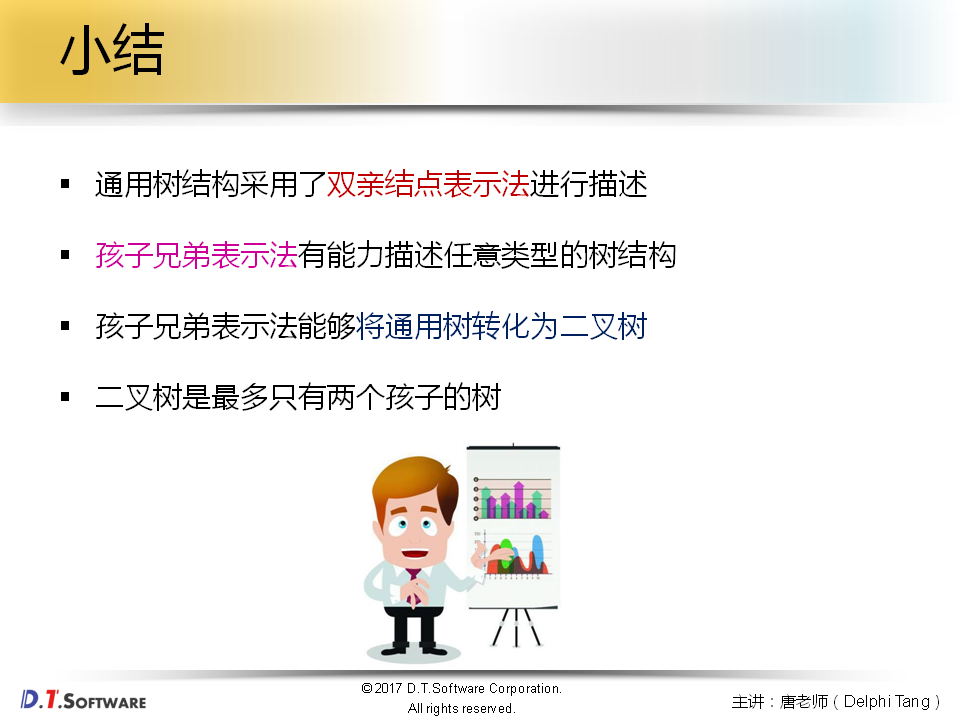 小结
通用树结构采用了双亲结点表示法进行描述
孩子兄弟表示法有能力描述任意类型的树结构
孩子兄弟表示法能够将通用树转化为二叉树
二叉树是最多只有两个孩子的树
D.T.SOFTWARE
©2017 D.T.Software Corporation.
All rights reserved.
主讲：唐老师（Delphi Tang）